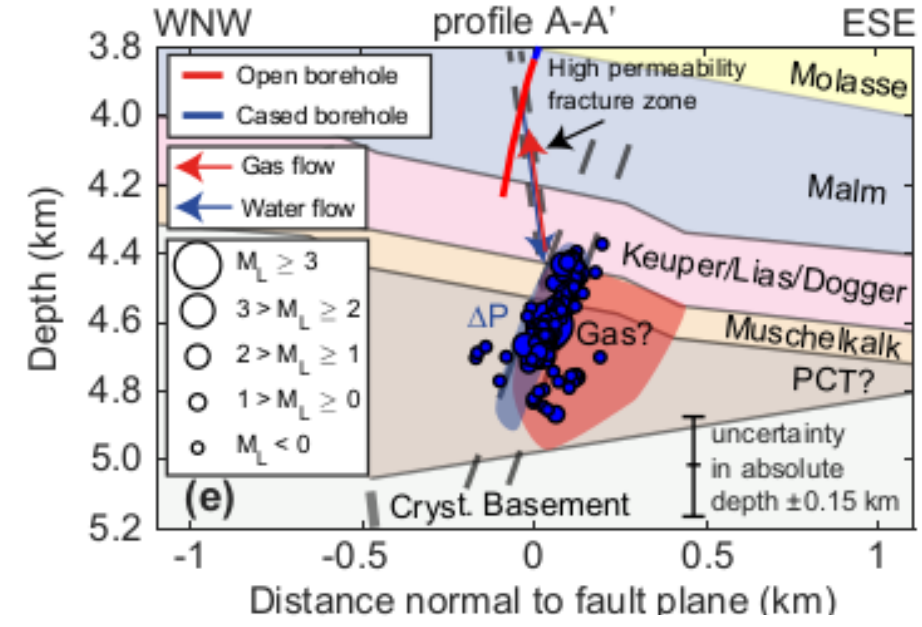 WNW profile A-A’ ESE
3.8
4.0
4.2
4.4
4.6
4.8
5.0
5.2
Depth (km)
Open borehole
Cased borehole
Gas flow
Water flow
M_L ≥ 3
3 > M_L ≥ 2
2 > M_L ≥ 1
1 > M_L ≥ 0
M_L < 0
(e)
High permeability
fracture zone
Molasse
Malm
Keuper/Lias/Dogger
Muschelkalk
PCT?
ΔP
Gas?
uncertainty
in absolute
depth ±0.15 km
Cryst. Basement
-1 -0.5 0 0.5 1
Distance normal to fault plane (km)